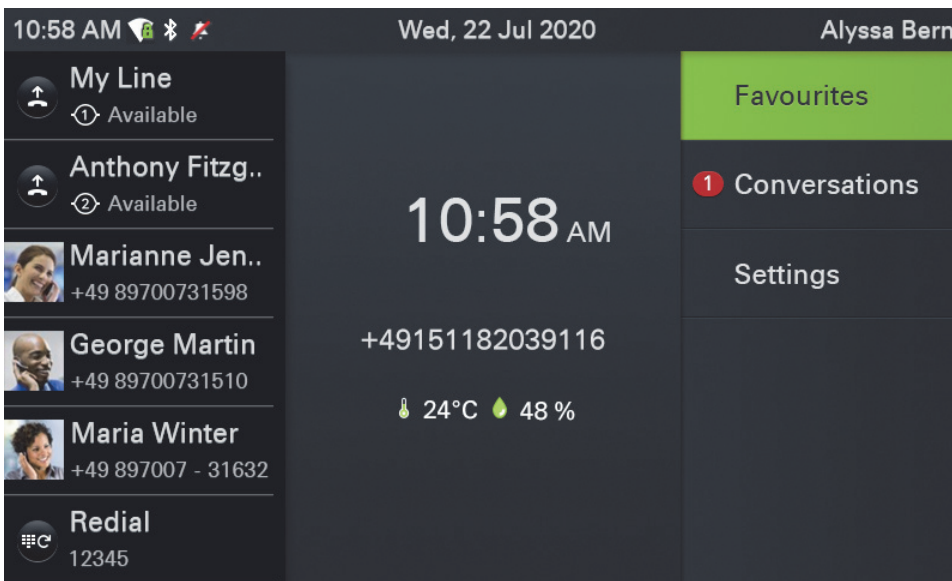 10:58 AM Wed, 22 Jul 2020 Alyssa Bern
My Line
1 Available
Anthony Fitzg..
2 Available
Marianne Jen..
+49 89700731598
George Martin
+49 89700731510
Maria Winter
+49 897007 - 31632
Redial
12345
10:58 AM
+49151182039116
24°C 48 %
Favourites
1 Conversations
Settings